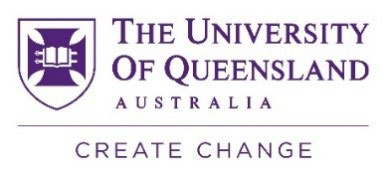 THE UNIVERSITY
OF QUEENSLAND
AUSTRALIA
CREATE CHANGE